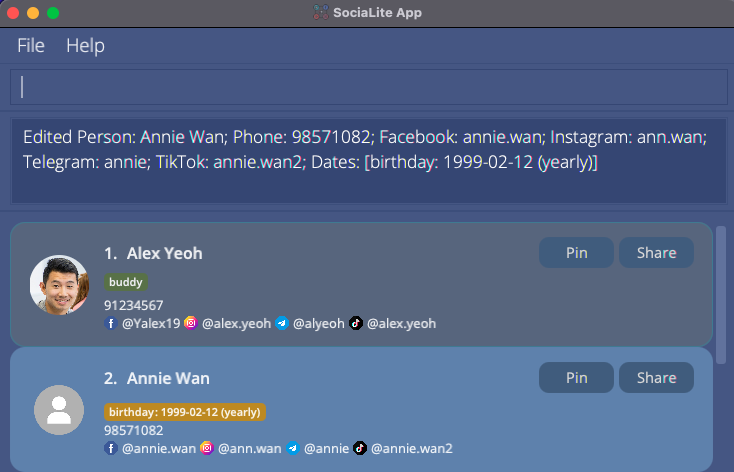 SociaLite App
File Help
Edited Person: Annie Wan; Phone: 98571082; Facebook: annie.wan; Instagram: ann.wan;
Telegram: annie; TikTok: annie.wan2; Dates: [birthday: 1999-02-12 (yearly)]
1. Alex Yeoh Pin Share
buddy
91234567
@Yalex19 @alex.yeoh @alyeoh @alex.yeoh
2. Annie Wan Pin Share
birthday: 1999-02-12 (yearly)
98571082
@annie.wan @ann.wan @annie @annie.wan2